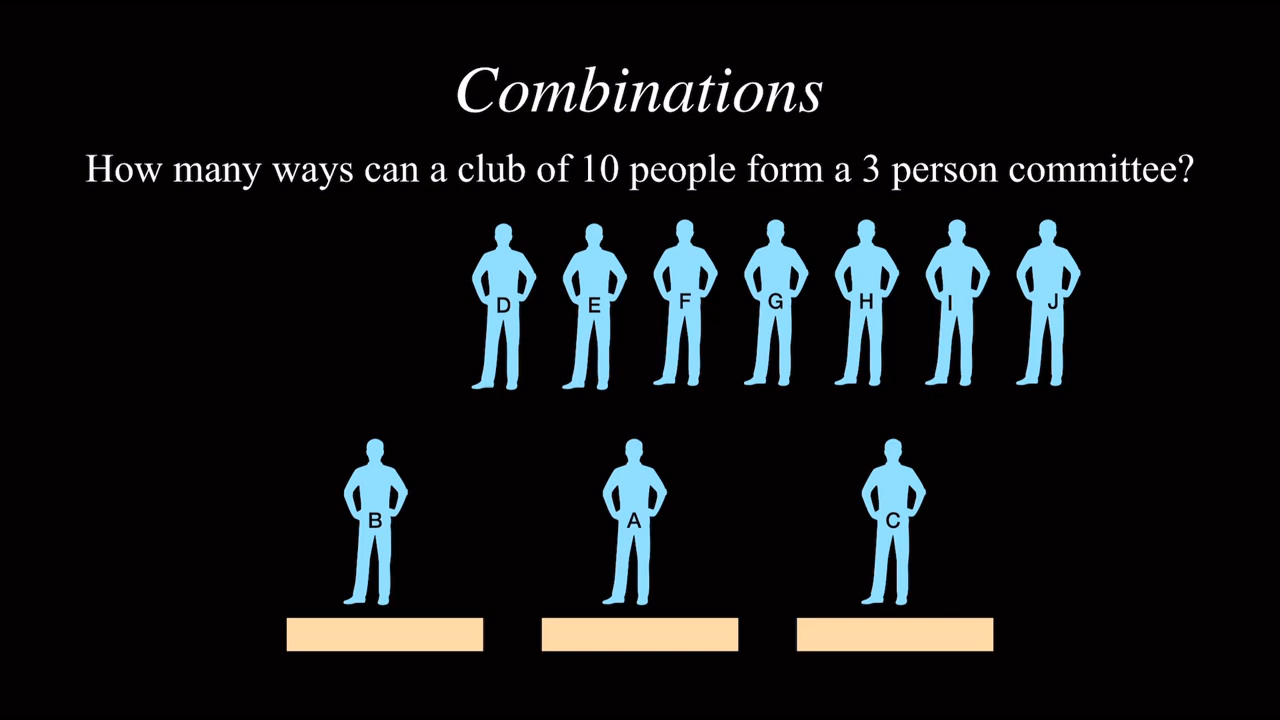 Combinations
How many ways can a club of 10 people form a 3 person committee?
D E F G H I J
B A C